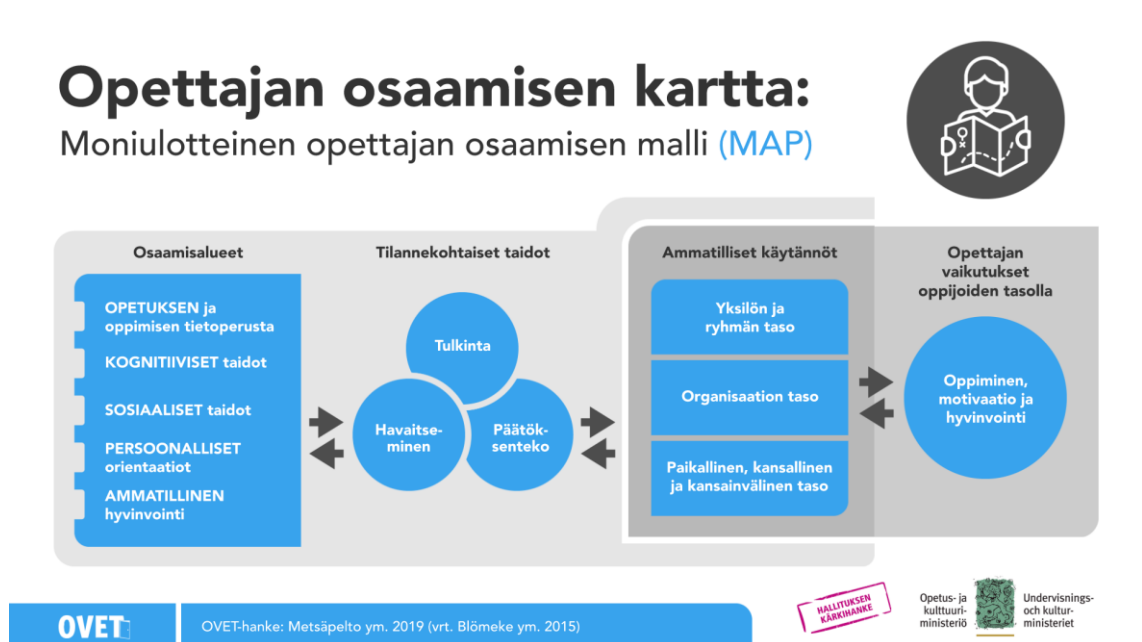 Opettajan osaamisen kartta:
Moniulotteinen opettajan osaamisen malli (MAP)
Osaamisalueet
OPETUKSEN ja
oppimisen tietoperusta
KOGNITIIVISET taidot
SOSIAALISET taidot
PERSOONALLISET
orientaatiot
AMMATILLINEN
hyvinvointi
Tilannekohtaiset taidot
Tulkinta
Havaitse-
minen
Päätök-
senteko
Ammatilliset käytännöt
Yksilön ja
ryhmän taso
Organisaation taso
Paikallinen, kansallinen
ja kansainvälinen taso
Opettajan
vaikutukset
oppijoiden tasolla
Oppiminen,
motivaatio ja
hyvinvointi
OVET
OVET-hanke: Metsäpelto ym. 2019 (vrt. Blömeke ym. 2015)
HALLITUKSEN
KÄRKIHANKE
Opetus- ja
kulttuuri-
ministeriö
Undervisnings-
och kultur-
ministeriet